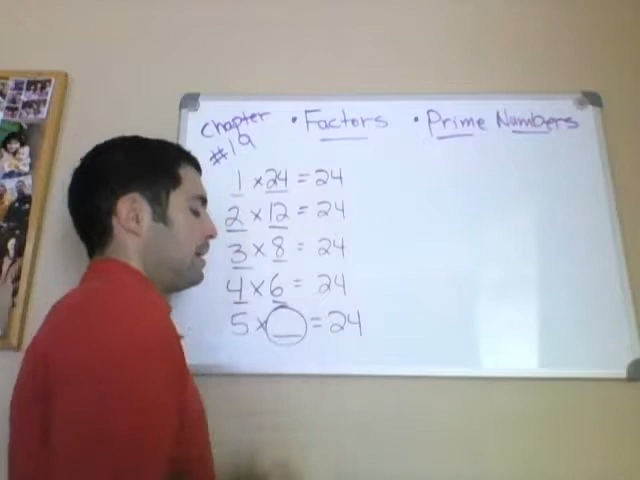 Chapter #19
• Factors
• Prime Numbers
1 x 24 = 24
2 x 12 = 24
3 x 8 = 24
4 x 6 = 24
5 x __ = 24